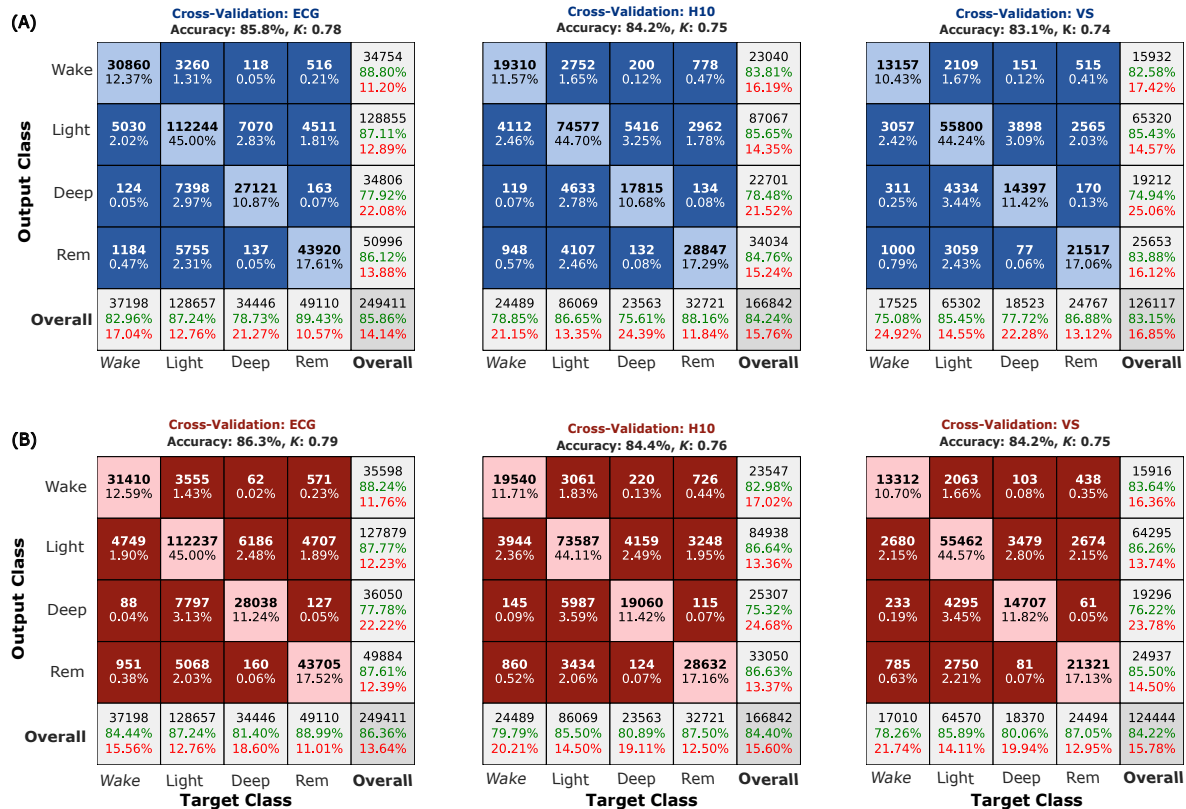 (A)
Cross-Validation: ECG
Accuracy: 85.8%, K: 0.78
Output Class
Wake 30860 3260 118 516 34754
12.37% 1.31% 0.05% 0.21% 88.80%
11.20%
Light 5030 112244 7070 4511 128855
2.02% 45.00% 2.83% 1.81% 87.11%
12.89%
Deep 124 7398 27121 163 34806
0.05% 2.97% 10.87% 0.07% 77.92%
22.08%
Rem 1184 5755 137 43920 50996
0.47% 2.31% 0.05% 17.61% 86.12%
13.88%
Overall 37198 128657 34446 49110 249411
82.96% 87.24% 78.73% 89.43% 85.86%
17.04% 12.76% 21.27% 10.57% 14.14%
Wake Light Deep Rem Overall
Cross-Validation: H10
Accuracy: 84.2%, K: 0.75
19310 2752 200 778 23040
11.57% 1.65% 0.12% 0.47% 83.81%
16.19%
4112 74577 5416 2962 87067
2.46% 44.70% 3.25% 1.78% 85.65%
14.35%
119 4633 17815 134 22701
0.07% 2.78% 10.68% 0.08% 78.48%
21.52%
948 4107 132 28847 34034
0.57% 2.46% 0.08% 17.29% 84.76%
15.24%
24489 86069 23563 32721 166842
78.85% 86.65% 75.61% 88.16% 84.24%
21.15% 13.35% 24.39% 11.84% 15.76%
Wake Light Deep Rem Overall
Cross-Validation: VS
Accuracy: 83.1%, K: 0.74
13157 2109 151 515 15932
10.43% 1.67% 0.12% 0.41% 82.58%
17.42%
3057 55800 3898 2565 65320
2.42% 44.24% 3.09% 2.03% 85.43%
14.57%
311 4334 14397 170 19212
0.25% 3.44% 11.42% 0.13% 74.94%
25.06%
1000 3059 77 21517 25653
0.79% 2.43% 0.06% 17.06% 83.88%
16.12%
17525 65302 18523 24767 126117
75.08% 85.45% 77.72% 86.88% 83.15%
24.92% 14.55% 22.28% 13.12% 16.85%
Wake Light Deep Rem Overall
(B)
Cross-Validation: ECG
Accuracy: 86.3%, K: 0.79
Output Class
Wake 31410 3555 62 571 35598
12.59% 1.43% 0.02% 0.23% 88.24%
11.76%
Light 4749 112237 6186 4707 127879
1.90% 45.00% 2.48% 1.89% 87.77%
12.23%
Deep 88 7797 28038 127 36050
0.04% 3.13% 11.24% 0.05% 77.78%
22.22%
Rem 951 5068 160 43705 49884
0.38% 2.03% 0.06% 17.52% 87.61%
12.39%
Overall 37198 128657 34446 49110 249411
84.44% 87.24% 81.40% 88.99% 86.36%
15.56% 12.76% 18.60% 11.01% 13.64%
Wake Light Deep Rem Overall
Target Class
Cross-Validation: H10
Accuracy: 84.4%, K: 0.76
19540 3061 220 726 23547
11.71% 1.83% 0.13% 0.44% 82.98%
17.02%
3944 73587 4159 3248 84938
2.36% 44.11% 2.49% 1.95% 86.64%
13.36%
145 5987 19060 115 25307
0.09% 3.59% 11.42% 0.07% 75.32%
24.68%
860 3434 124 28632 33050
0.52% 2.06% 0.07% 17.16% 86.63%
13.37%
24489 86069 23563 32721 166842
79.79% 85.50% 80.89% 87.50% 84.40%
20.21% 14.50% 19.11% 12.50% 15.60%
Wake Light Deep Rem Overall
Target Class
Cross-Validation: VS
Accuracy: 84.2%, K: 0.75
13312 2063 103 438 15916
10.70% 1.66% 0.08% 0.35% 83.64%
16.36%
2680 55462 3479 2674 64295
2.15% 44.57% 2.80% 2.15% 86.26%
13.74%
233 4295 14707 61 19296
0.19% 3.45% 11.82% 0.05% 76.22%
23.78%
785 2750 81 21321 24937
0.63% 2.21% 0.07% 17.13% 85.50%
14.50%
17010 64570 18370 24494 124444
78.26% 85.89% 80.06% 87.05% 84.22%
21.74% 14.11% 19.94% 12.95% 15.78%
Wake Light Deep Rem Overall
Target Class